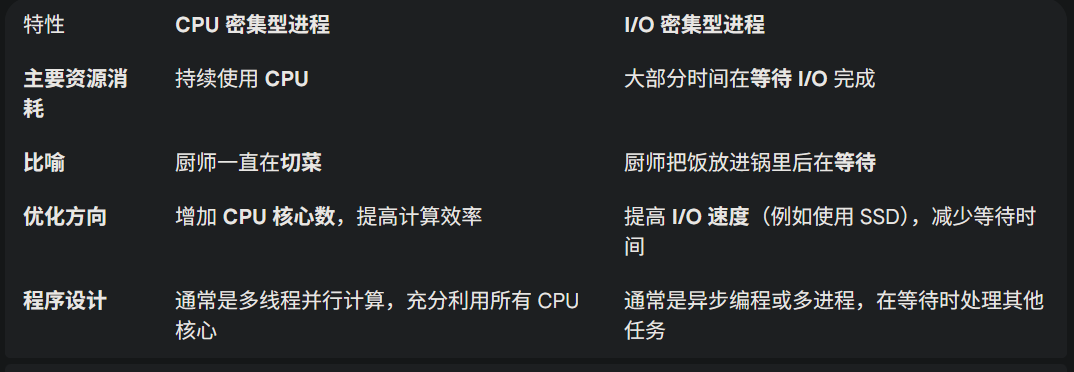 特性 CPU 密集型进程 I/O 密集型进程
主要资源消 持续使用 CPU 大部分时间在等待 I/O 完成
耗
比喻 厨师一直在切菜 厨师把饭放进锅里后在等待
优化方向 增加 CPU 核心数，提高计算效率 提高 I/O 速度（例如使用 SSD），减少等待时
间
程序设计 通常是多线程并行计算，充分利用所有 CPU 通常是异步编程或多进程，在等待时处理其他
核心 任务